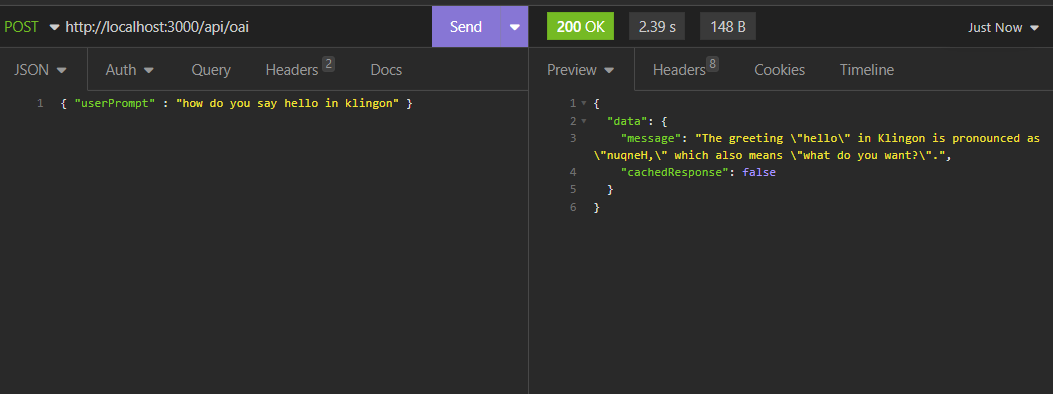 POST http://localhost:3000/api/oai Send 200 OK 2.39 s 148 B Just Now
JSON Auth Query Headers 2 Docs Preview Headers 8 Cookies Timeline
1 { "userPrompt" : "how do you say hello in klingon" }
1 {
2 "data": {
3 "message": "The greeting \"hello\" in Klingon is pronounced as
\"nuqneH,\" which also means \"what do you want?\".",
4 "cachedResponse": false
5 }
6 }